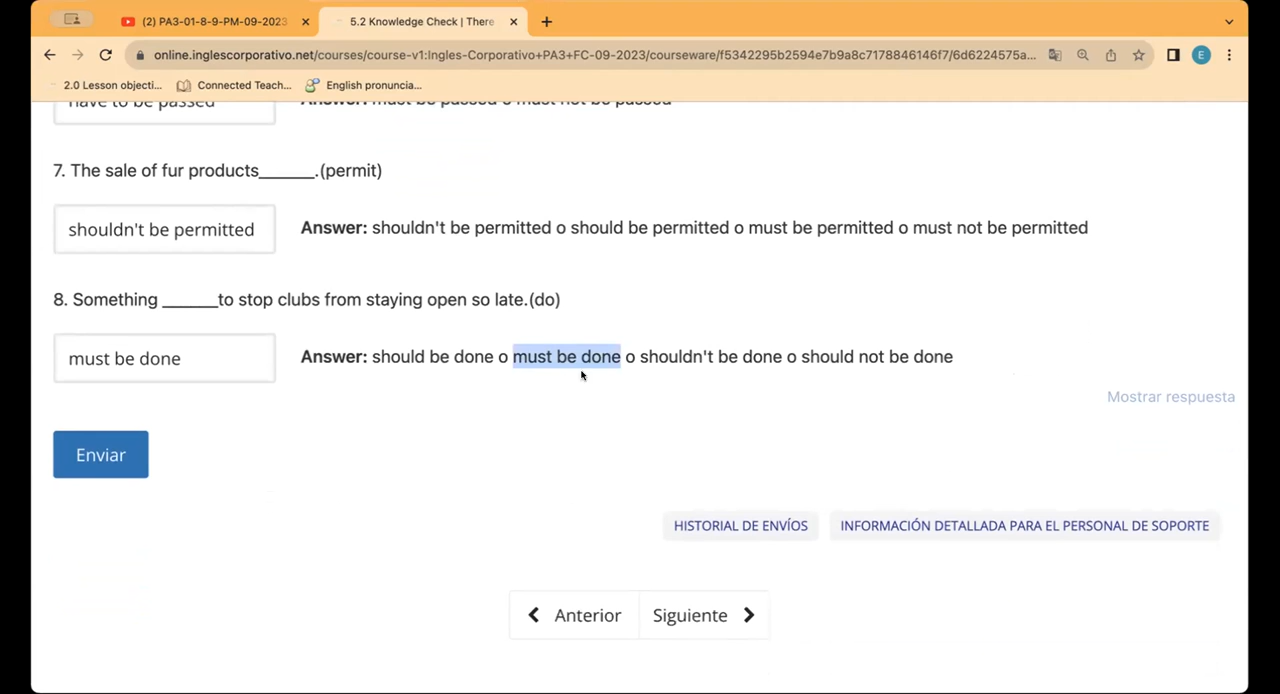 (2) PA3-01-8-9-PM-09-2023
5.2 Knowledge Check | There
online.inglescorporativo.net/courses/course-v1:Ingles-Corporativo+PA3+FC-09-2023/courseware/f5342295b2594e7b9a8c7178846146f7/6d6224575a...
E
2.0 Lesson objecti...
Connected Teach...
English pronuncia...
have to be passed
Answer: must be passed o must not be passed
7. The sale of fur products______.(permit)
shouldn't be permitted
Answer: shouldn't be permitted o should be permitted o must be permitted o must not be permitted
8. Something ______to stop clubs from staying open so late.(do)
must be done
Answer: should be done o must be done o shouldn't be done o should not be done
Mostrar respuesta
Enviar
HISTORIAL DE ENVÍOS
INFORMACIÓN DETALLADA PARA EL PERSONAL DE SOPORTE
Anterior
Siguiente